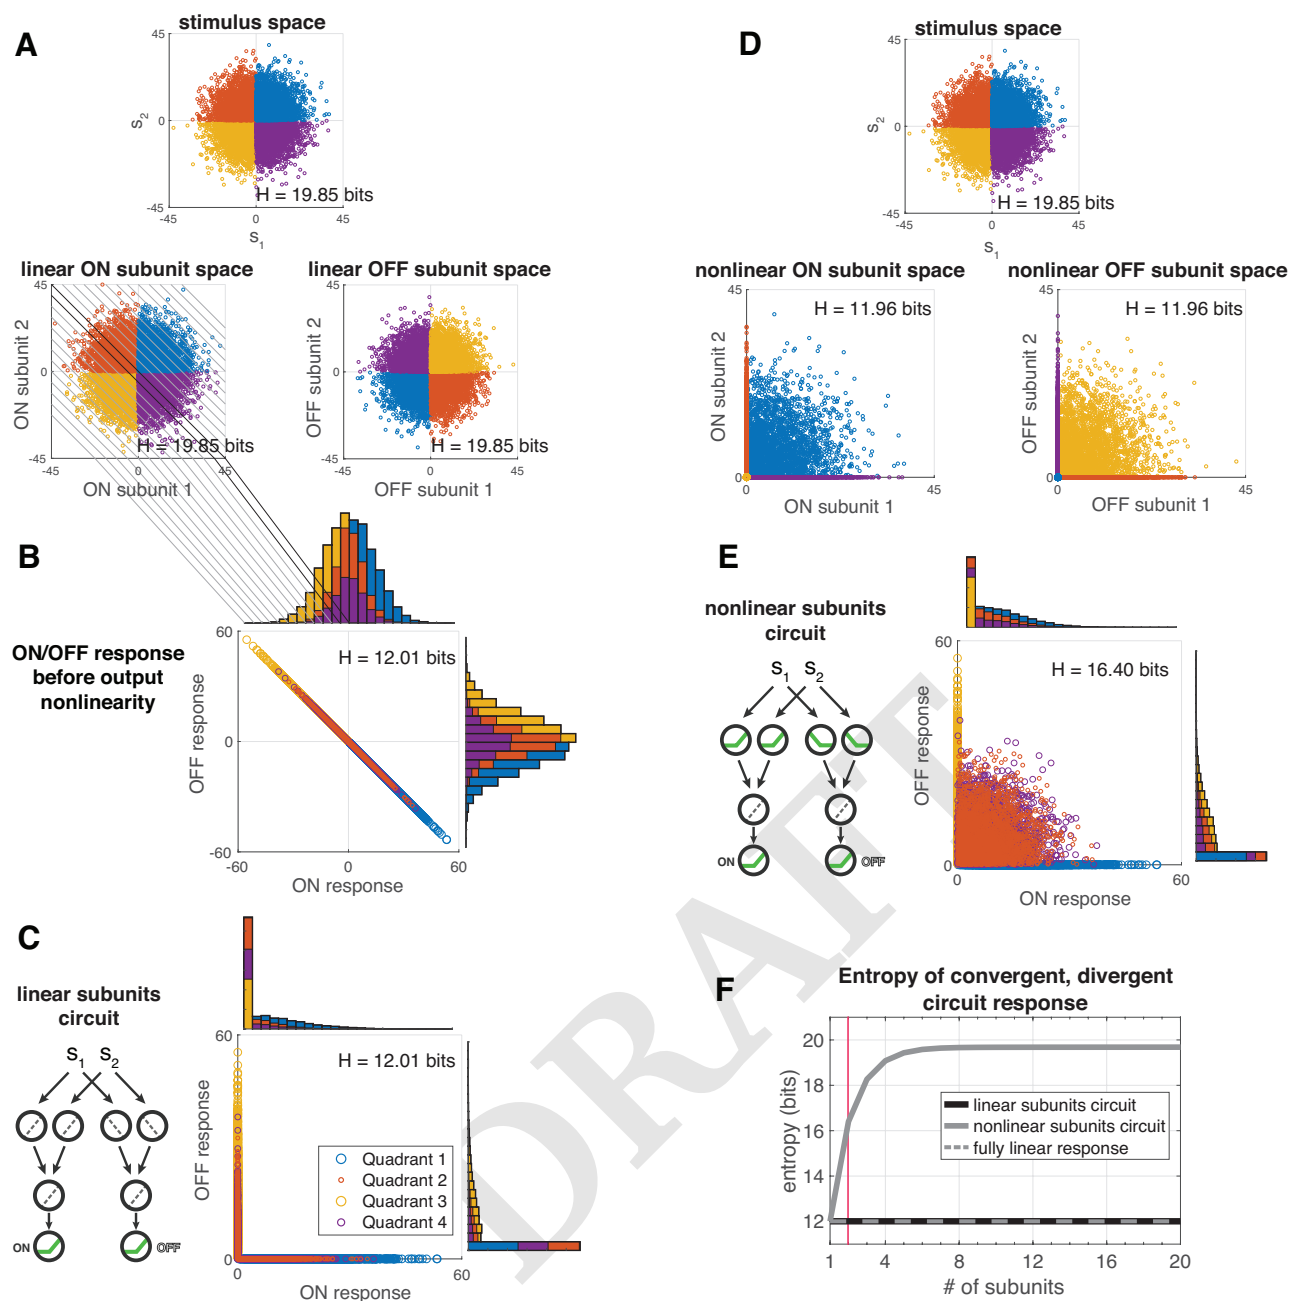 A
stimulus space
45
S2
0
-45
-45 0 45
S1
H = 19.85 bits
linear ON subunit space
45
ON subunit 2
0
-45
0
45
ON subunit 1
H = 19.85 bits
linear OFF subunit space
45
OFF subunit 2
0
-45
-45 0 45
OFF subunit 1
H = 19.85 bits
B
ON/OFF response
before output
nonlinearity
60
OFF response
0
-60
-60 0 60
ON response
H = 12.01 bits
C
linear subunits
circuit
S1 S2
ON
OFF
60
OFF response
0
0 60
ON response
H = 12.01 bits
Quadrant 1
Quadrant 2
Quadrant 3
Quadrant 4
D
stimulus space
45
S2
0
-45
-45 0 45
S1
H = 19.85 bits
nonlinear ON subunit space
45
ON subunit 2
0
0 45
ON subunit 1
H = 11.96 bits
nonlinear OFF subunit space
45
OFF subunit 2
0
0 45
OFF subunit 1
H = 11.96 bits
E
nonlinear subunits
circuit
S1 S2
ON
OFF
60
OFF response
0
0 60
ON response
H = 16.40 bits
F
Entropy of convergent, divergent
circuit response
entropy (bits)
20
18
16
14
12
1 4 8 12 16 20
# of subunits
linear subunits circuit
nonlinear subunits circuit
fully linear response
DRAFT